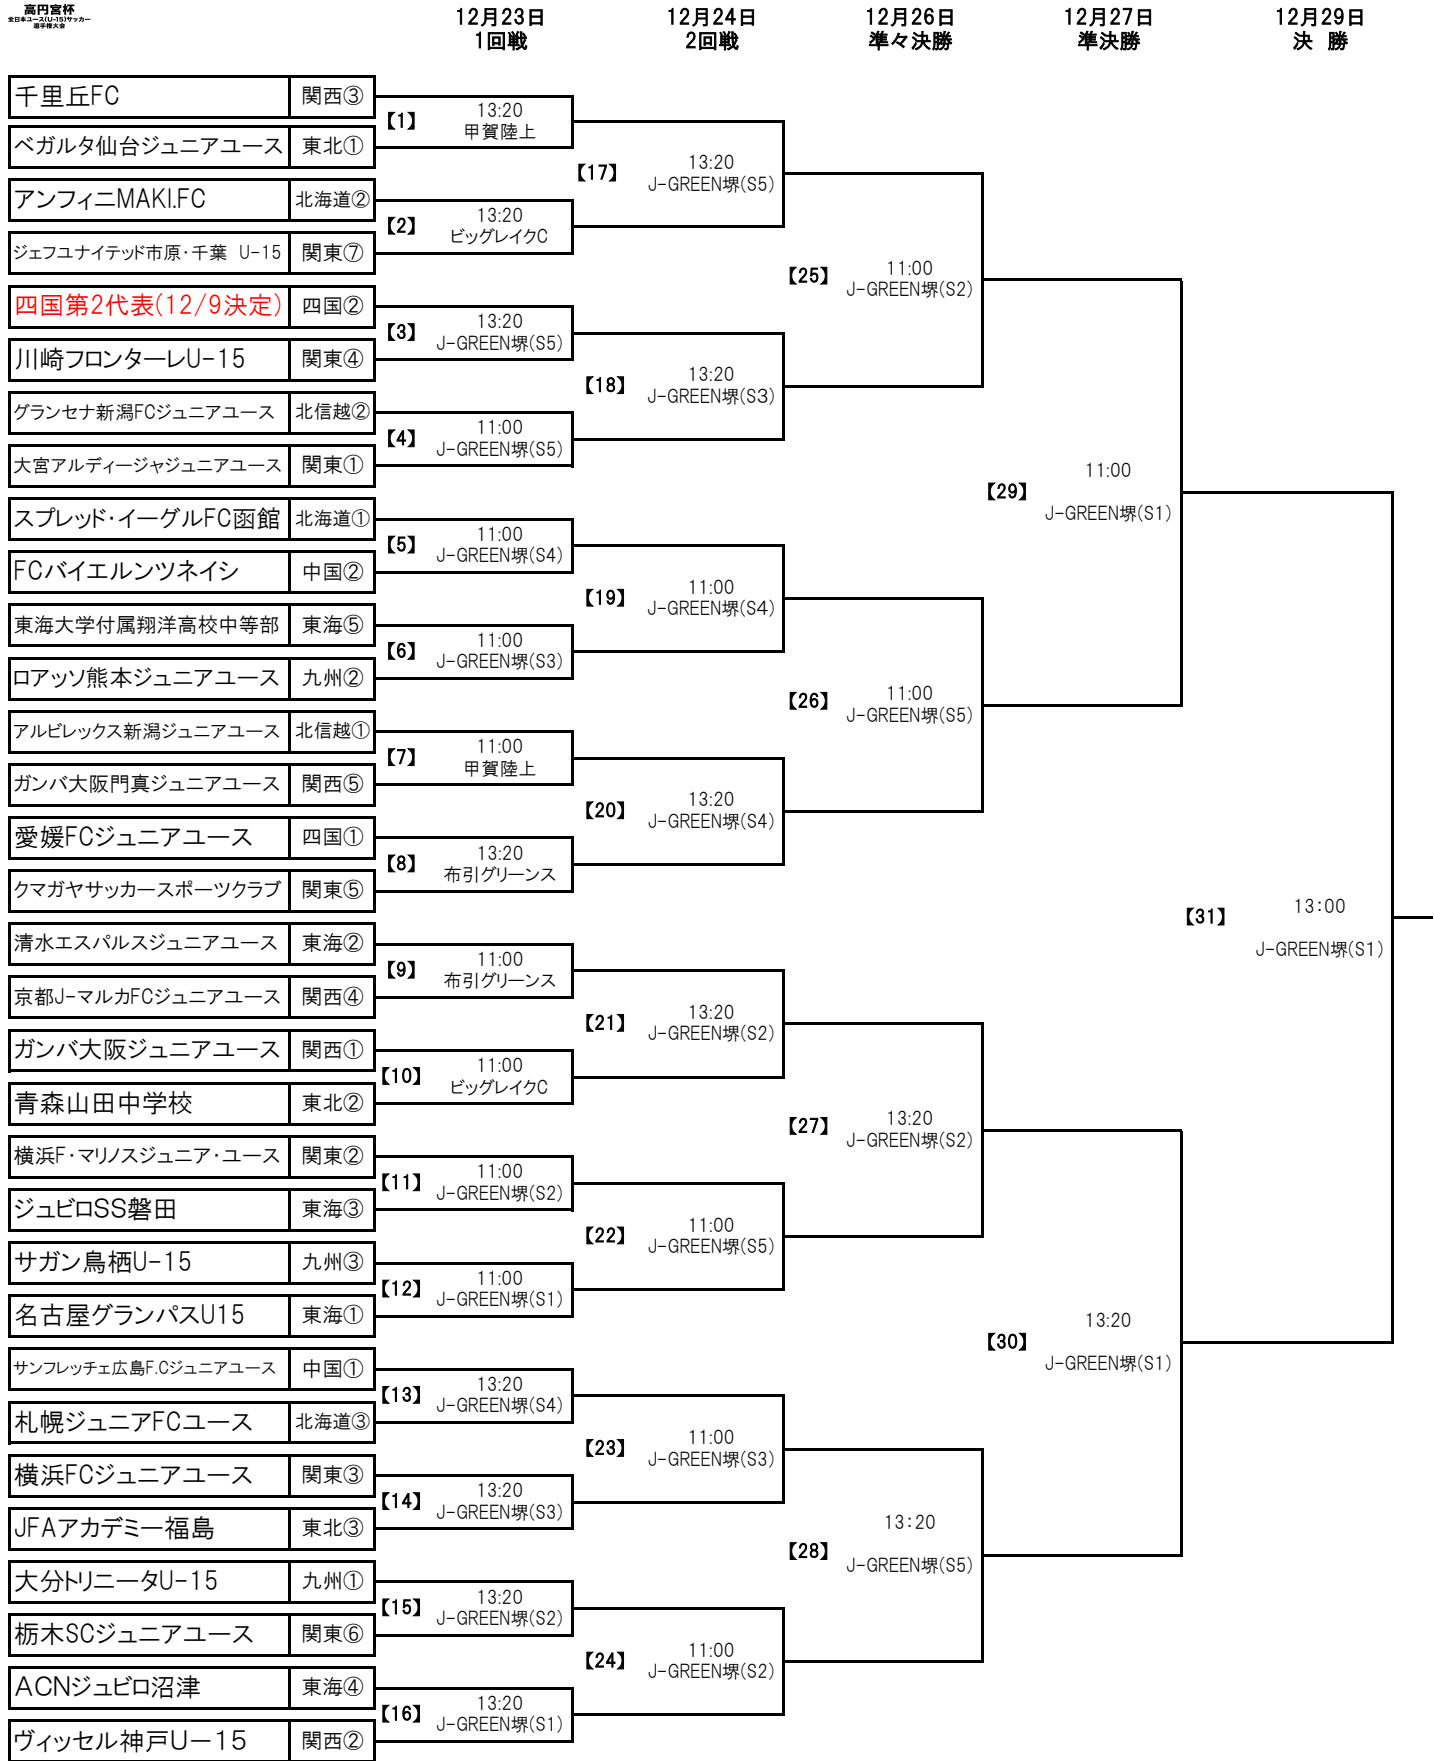 高円宮杯
全日本ユース(U-15)サッカー
選手権大会
12月23日
1回戦
12月24日
2回戦
12月26日
準々決勝
12月27日
準決勝
12月29日
決 勝
千里丘FC 関西③
ベガルタ仙台ジュニアユース 東北①
アンフィニMAKI.FC 北海道②
ジェフユナイテッド市原・千葉 U-15 関東⑦
四国第2代表(12/9決定) 四国②
川崎フロンターレU-15 関東④
グランセナ新潟FCジュニアユース 北信越②
大宮アルディージャジュニアユース 関東①
スプレッド・イーグルFC函館 北海道①
FCバイエルンツネイシ 中国②
東海大学付属翔洋高校中等部 東海⑤
ロアッソ熊本ジュニアユース 九州②
アルビレックス新潟ジュニアユース 北信越①
ガンバ大阪門真ジュニアユース 関西⑤
愛媛FCジュニアユース 四国①
クマガヤサッカースポーツクラブ 関東⑤
清水エスパルスジュニアユース 東海②
京都J-マルカFCジュニアユース 関西④
ガンバ大阪ジュニアユース 関西①
青森山田中学校 東北②
横浜F・マリノスジュニア・ユース 関東②
ジュビロSS磐田 東海③
サガン鳥栖U-15 九州③
名古屋グランパスU15 東海①
サンフレッチェ広島F.Cジュニアユース 中国①
札幌ジュニアFCユース 北海道③
横浜FCジュニアユース 関東③
JFAアカデミー福島 東北③
大分トリニータU-15 九州①
栃木SCジュニアユース 関東⑥
ACNジュビロ沼津 東海④
ヴィッセル神戸U-15 関西②
【1】 13:20
甲賀陸上
【2】 13:20
ビッグレイクC
【3】 13:20
J-GREEN堺(S5)
【4】 11:00
J-GREEN堺(S5)
【5】 11:00
J-GREEN堺(S4)
【6】 11:00
J-GREEN堺(S3)
【7】 11:00
甲賀陸上
【8】 13:20
布引グリーンス
【9】 11:00
布引グリーンス
【10】 11:00
ビッグレイクC
【11】 11:00
J-GREEN堺(S2)
【12】 11:00
J-GREEN堺(S1)
【13】 13:20
J-GREEN堺(S4)
【14】 13:20
J-GREEN堺(S3)
【15】 13:20
J-GREEN堺(S2)
【16】 13:20
J-GREEN堺(S1)
【17】 13:20
J-GREEN堺(S5)
【18】 13:20
J-GREEN堺(S3)
【19】 11:00
J-GREEN堺(S4)
【20】 13:20
J-GREEN堺(S4)
【21】 13:20
J-GREEN堺(S2)
【22】 11:00
J-GREEN堺(S5)
【23】 11:00
J-GREEN堺(S3)
【24】 11:00
J-GREEN堺(S2)
【25】 11:00
J-GREEN堺(S2)
【26】 11:00
J-GREEN堺(S5)
【27】 13:20
J-GREEN堺(S2)
【28】 13:20
J-GREEN堺(S5)
【29】 11:00
J-GREEN堺(S1)
【30】 13:20
J-GREEN堺(S1)
【31】 13:00
J-GREEN堺(S1)